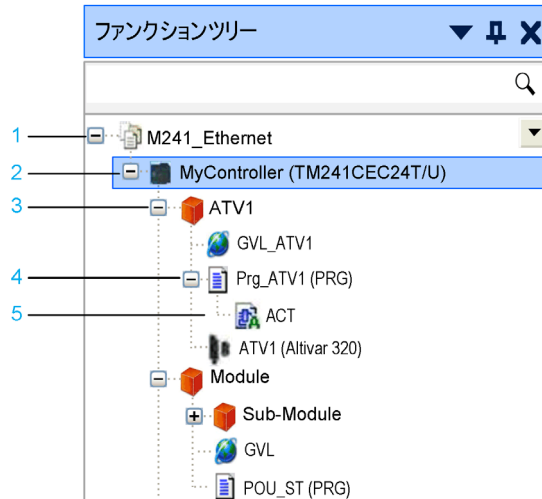 ファンクションツリー
1 M241_Ethernet
2 MyController (TM241CEC24T/U)
3 ATV1
GVL_ATV1
4 Prg_ATV1 (PRG)
5 ACT
ATV1 (Altivar 320)
Module
Sub-Module
GVL
POU_ST (PRG)